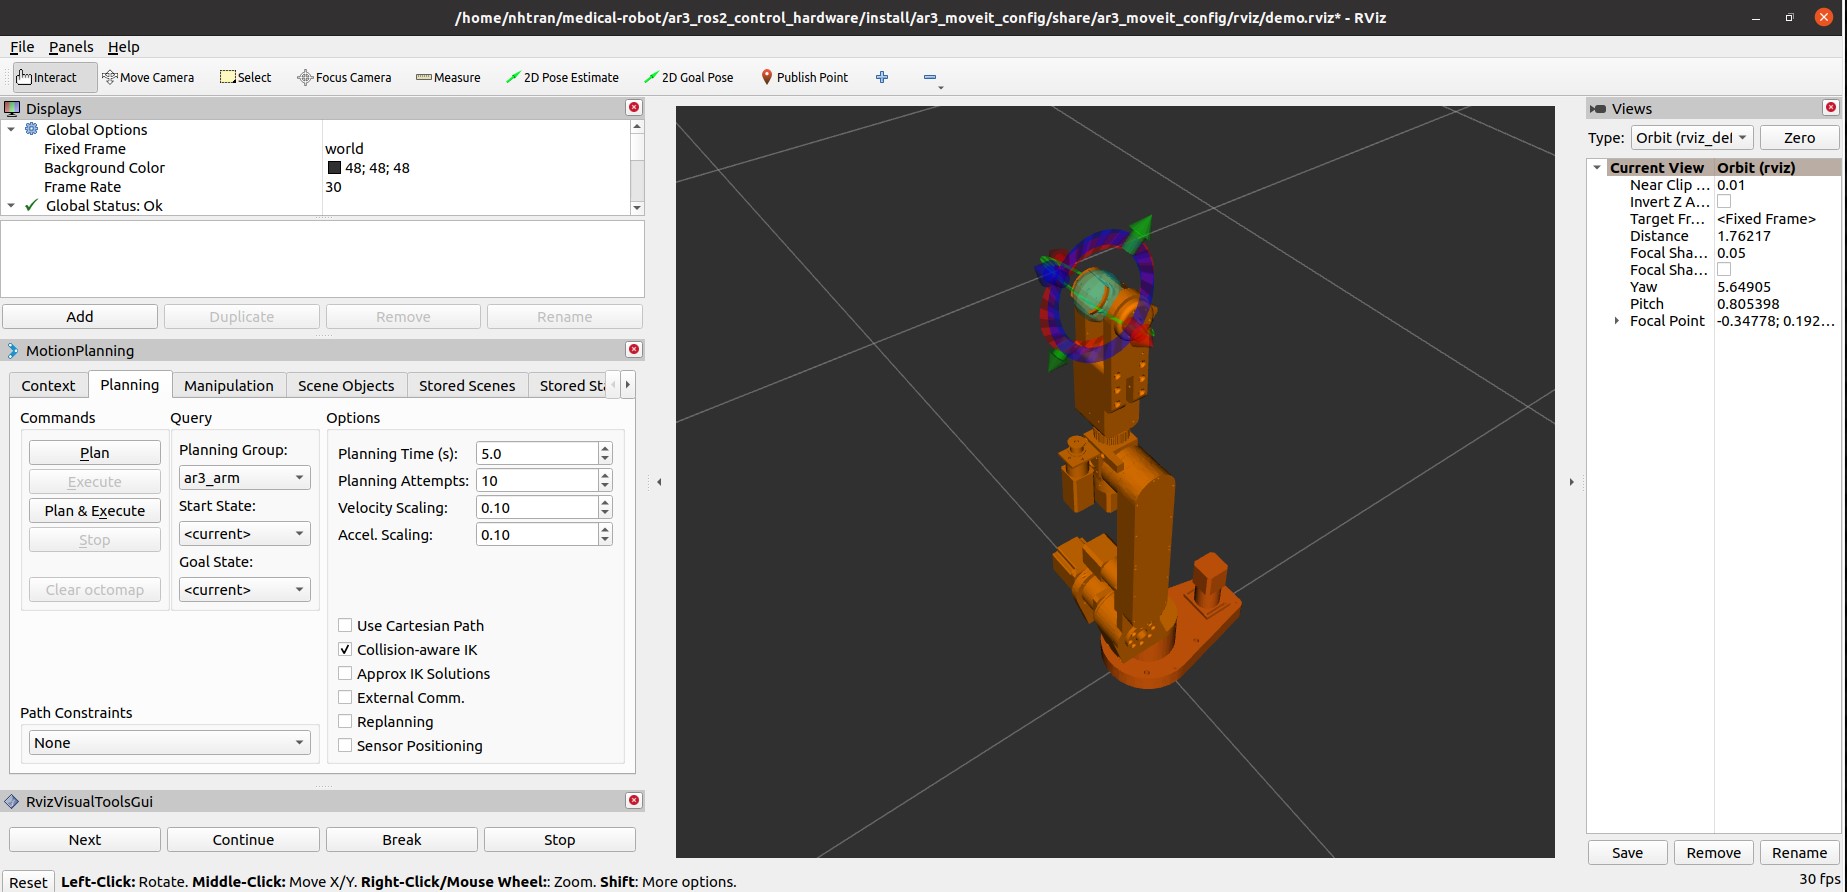 /home/nhtran/medical-robot/ar3_ros2_control_hardware/install/ar3_moveit_config/share/ar3_moveit_config/rviz/demo.rviz* - RViz
File Panels Help
Interact Move Camera Select Focus Camera Measure 2D Pose Estimate 2D Goal Pose Publish Point
Displays
Global Options
Fixed Frame world
Background Color 48; 48; 48
Frame Rate 30
Global Status: Ok
Add Duplicate Remove Rename
MotionPlanning
Context Planning Manipulation Scene Objects Stored Scenes Stored Sta
Commands Query Options
Plan
Execute
Plan & Execute
Stop
Clear octomap
Planning Group:
ar3_arm
Start State:
<current>
Goal State:
<current>
Planning Time (s): 5.0
Planning Attempts: 10
Velocity Scaling: 0.10
Accel. Scaling: 0.10
Use Cartesian Path
Collision-aware IK
Approx IK Solutions
External Comm.
Replanning
Sensor Positioning
Path Constraints
None
RvizVisualToolsGui
Next Continue Break Stop
Reset Left-Click: Rotate. Middle-Click: Move X/Y. Right-Click/Mouse Wheel:: Zoom. Shift: More options.
Views
Type: Orbit (rviz_def Zero
Current View Orbit (rviz)
Near Clip ... 0.01
Invert Z A...
Target Fr... <Fixed Frame>
Distance 1.76217
Focal Sha... 0.05
Focal Sha...
Yaw 5.64905
Pitch 0.805398
Focal Point -0.34778; 0.192...
Save Remove Rename
30 fps